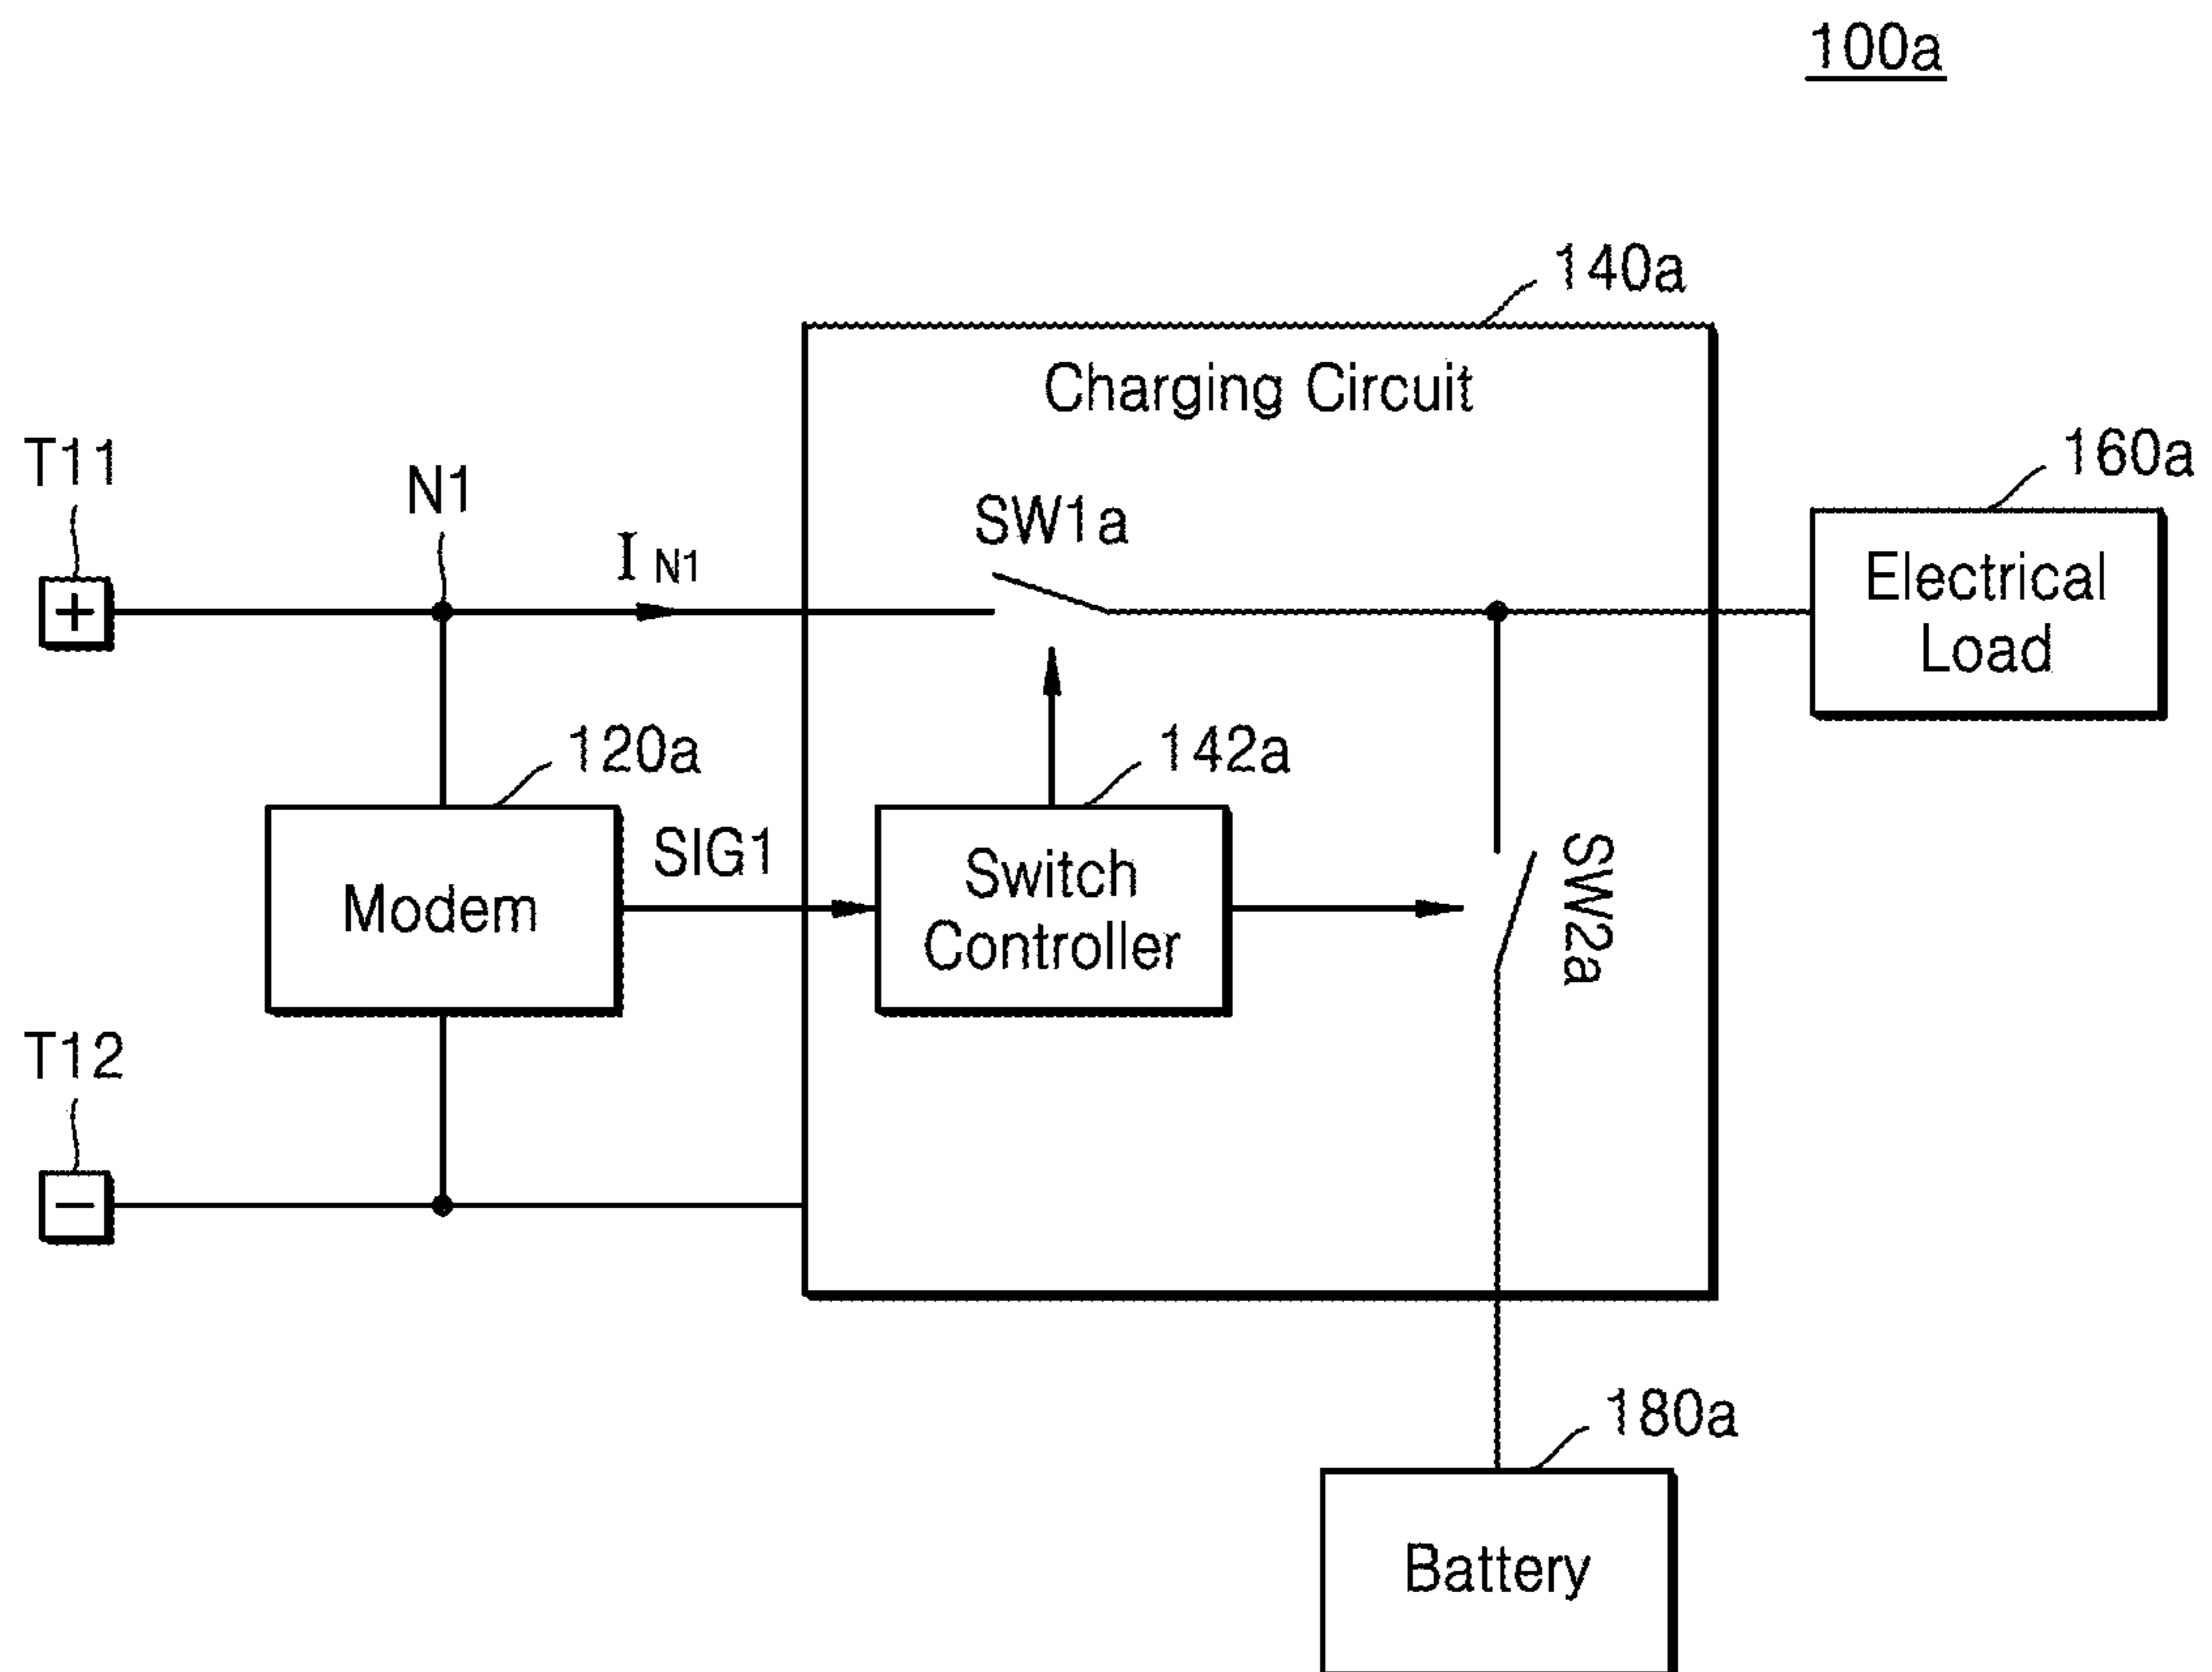 100a
140a
Charging Circuit
T11
N1
I N1
SW1a
160a
+
Electrical
Load
120a
142a
SIG1
Modem
Switch
Controller
SW2a
T12
−
180a
Battery